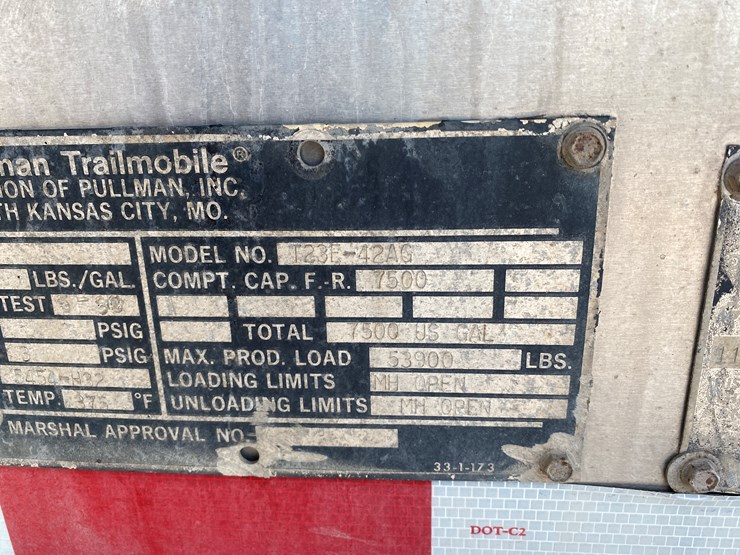 man Trailmobile®
ION OF PULLMAN, INC.
TH KANSAS CITY, MO.
MODEL NO. T23E-42AG
LBS./GAL. COMPT. CAP. F.-R. 7500
TEST
PSIG TOTAL 7500 US GAL
PSIG MAX. PROD. LOAD 53900 LBS.
LOADING LIMITS MH OPEN
TEMP. °F UNLOADING LIMITS MH OPEN
MARSHAL APPROVAL NO.
33-1-173
11
DOT-C2